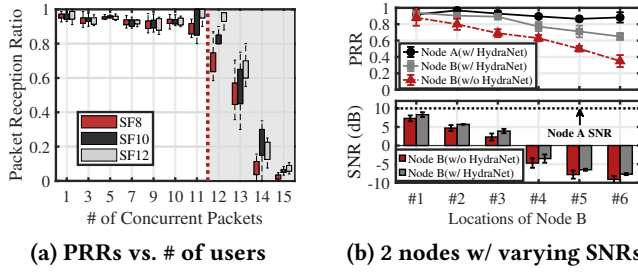 Packet Reception Ratio
1
0.8
0.6
0.4
0.2
0
SF8
SF10
SF12
1 3 5 7 9 10 11 12 13 14 15
# of Concurrent Packets
(a) PRRs vs. # of users
PRR
1
0.8
0.6
0.4
0.2
0
Node A(w/ HydraNet)
Node B(w/ HydraNet)
Node B(w/o HydraNet)
SNR (dB)
10
5
0
-5
-10
Node A SNR
Node B(w/o HydraNet)
Node B(w/ HydraNet)
#1 #2 #3 #4 #5 #6
Locations of Node B
(b) 2 nodes w/ varying SNRs